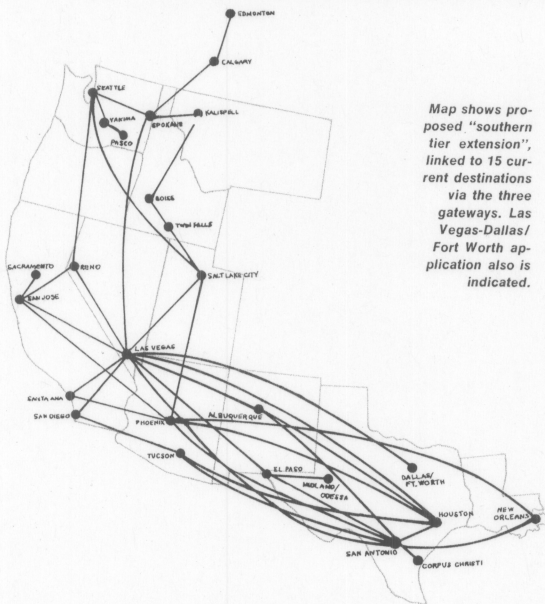 EDMONTON
CALGARY
SEATTLE
YAKIMA
PASCO
SPOKANE
KALISPELL
Map shows pro-
posed "southern
tier extension",
linked to 15 cur-
rent destinations
via the three
gateways. Las
Vegas-Dallas/
Fort Worth ap-
plication also is
indicated.
BOISE
TWIN FALLS
SACRAMENTO
RENO
SALT LAKE CITY
SAN JOSE
LAS VEGAS
SANTA ANA
SAN DIEGO
PHOENIX
ALBUQUERQUE
TUCSON
EL PASO
MIDLAND/
ODESSA
DALLAS/
FT. WORTH
HOUSTON
NEW
ORLEANS
SAN ANTONIO
CORPUS CHRISTI